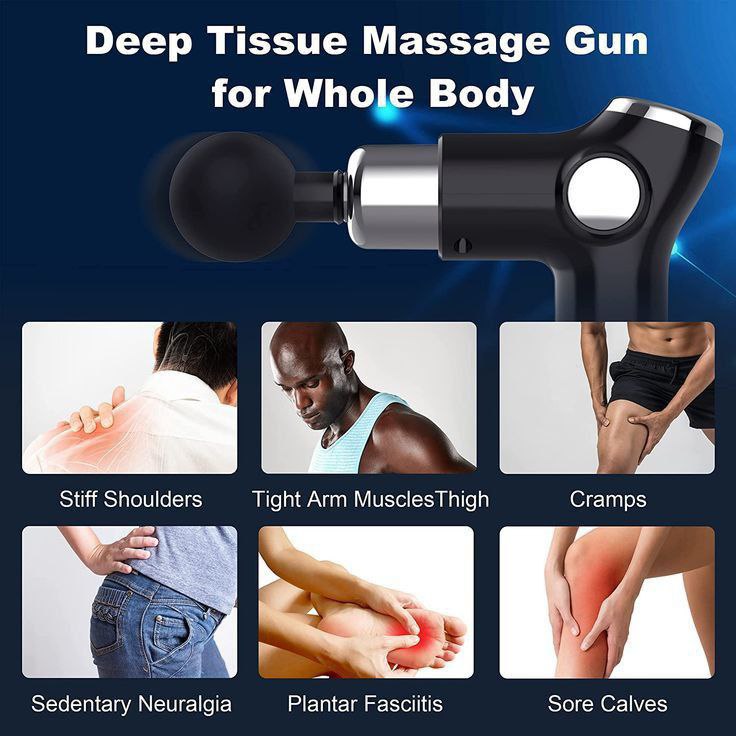 Deep Tissue Massage Gun
for Whole Body
Stiff Shoulders
Tight Arm MusclesThigh
Cramps
Sedentary Neuralgia
Plantar Fasciitis
Sore Calves